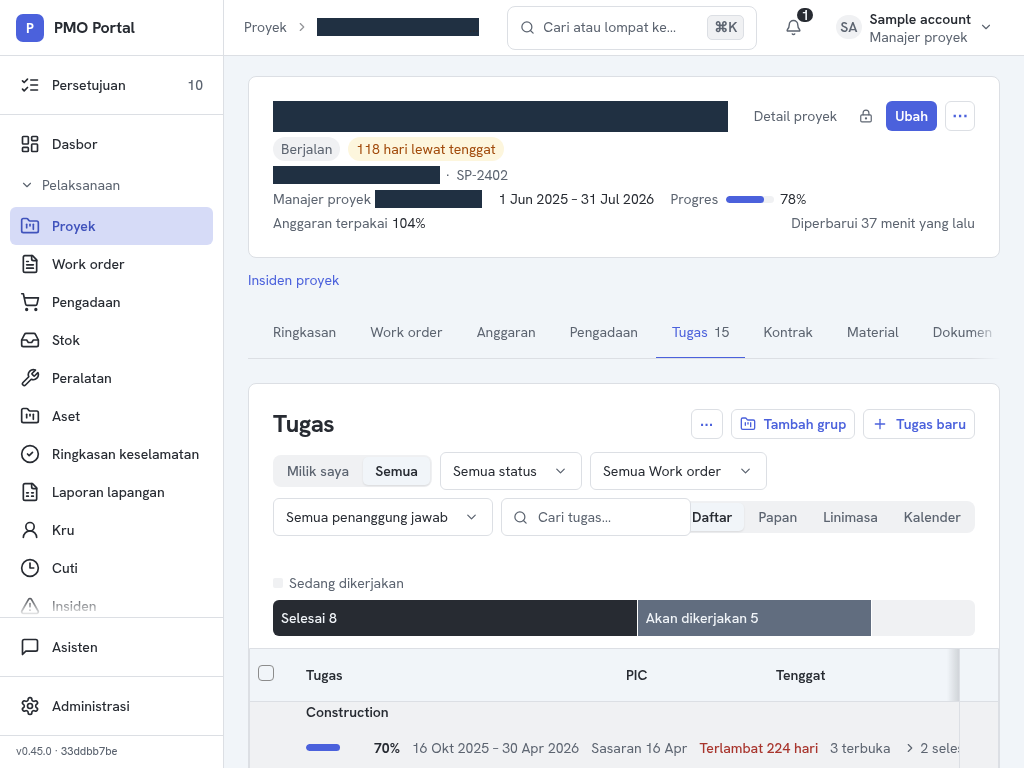 P PMO Portal
Proyek
Cari atau lompat ke... ⌘K
1
SA Sample account
Manajer proyek
Persetujuan 10
Dasbor
Pelaksanaan
Proyek
Work order
Pengadaan
Stok
Peralatan
Aset
Ringkasan keselamatan
Laporan lapangan
Kru
Cuti
Insiden
Asisten
Administrasi
v0.45.0 · 33ddbb7be
Detail proyek Ubah
Berjalan 118 hari lewat tenggat
· SP-2402
Manajer proyek 1 Jun 2025 – 31 Jul 2026 Progres 78%
Anggaran terpakai 104% Diperbarui 37 menit yang lalu
Insiden proyek
Ringkasan Work order Anggaran Pengadaan Tugas 15 Kontrak Material Dokumen
Tugas
Tambah grup Tugas baru
Milik saya Semua Semua status Semua Work order
Semua penanggung jawab Cari tugas... Daftar Papan Linimasa Kalender
Sedang dikerjakan
Selesai 8 Akan dikerjakan 5
Tugas PIC Tenggat
Construction
70% 16 Okt 2025 – 30 Apr 2026 Sasaran 16 Apr Terlambat 224 hari 3 terbuka 2